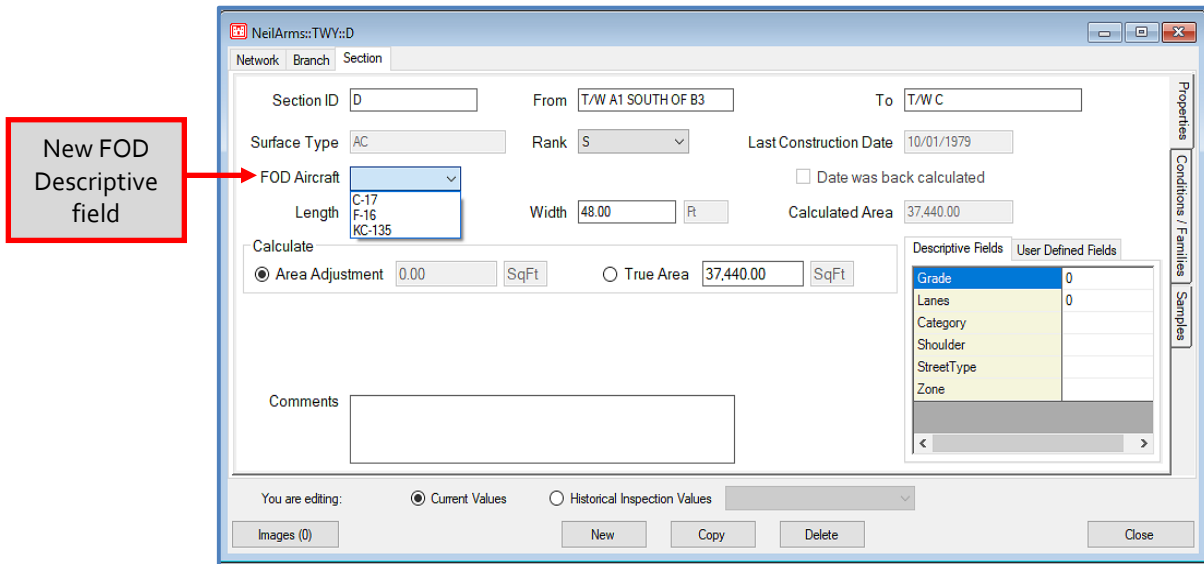 NeilArms::TWY::D
Network Branch Section
Section ID D From T/W A1 SOUTH OF B3 To T/W C
Surface Type AC Rank S Last Construction Date 10/01/1979
New FOD
Descriptive
field
FOD Aircraft Date was back calculated
C-17
F-16
KC-135
Length Width 48.00 Ft Calculated Area 37,440.00
Calculate
Area Adjustment 0.00 SqFt True Area 37,440.00 SqFt
Descriptive Fields User Defined Fields
Grade 0
Lanes 0
Category
Shoulder
StreetType
Zone
Comments
Properties
Conditions / Families
Samples
You are editing: Current Values Historical Inspection Values
Images (0) New Copy Delete Close